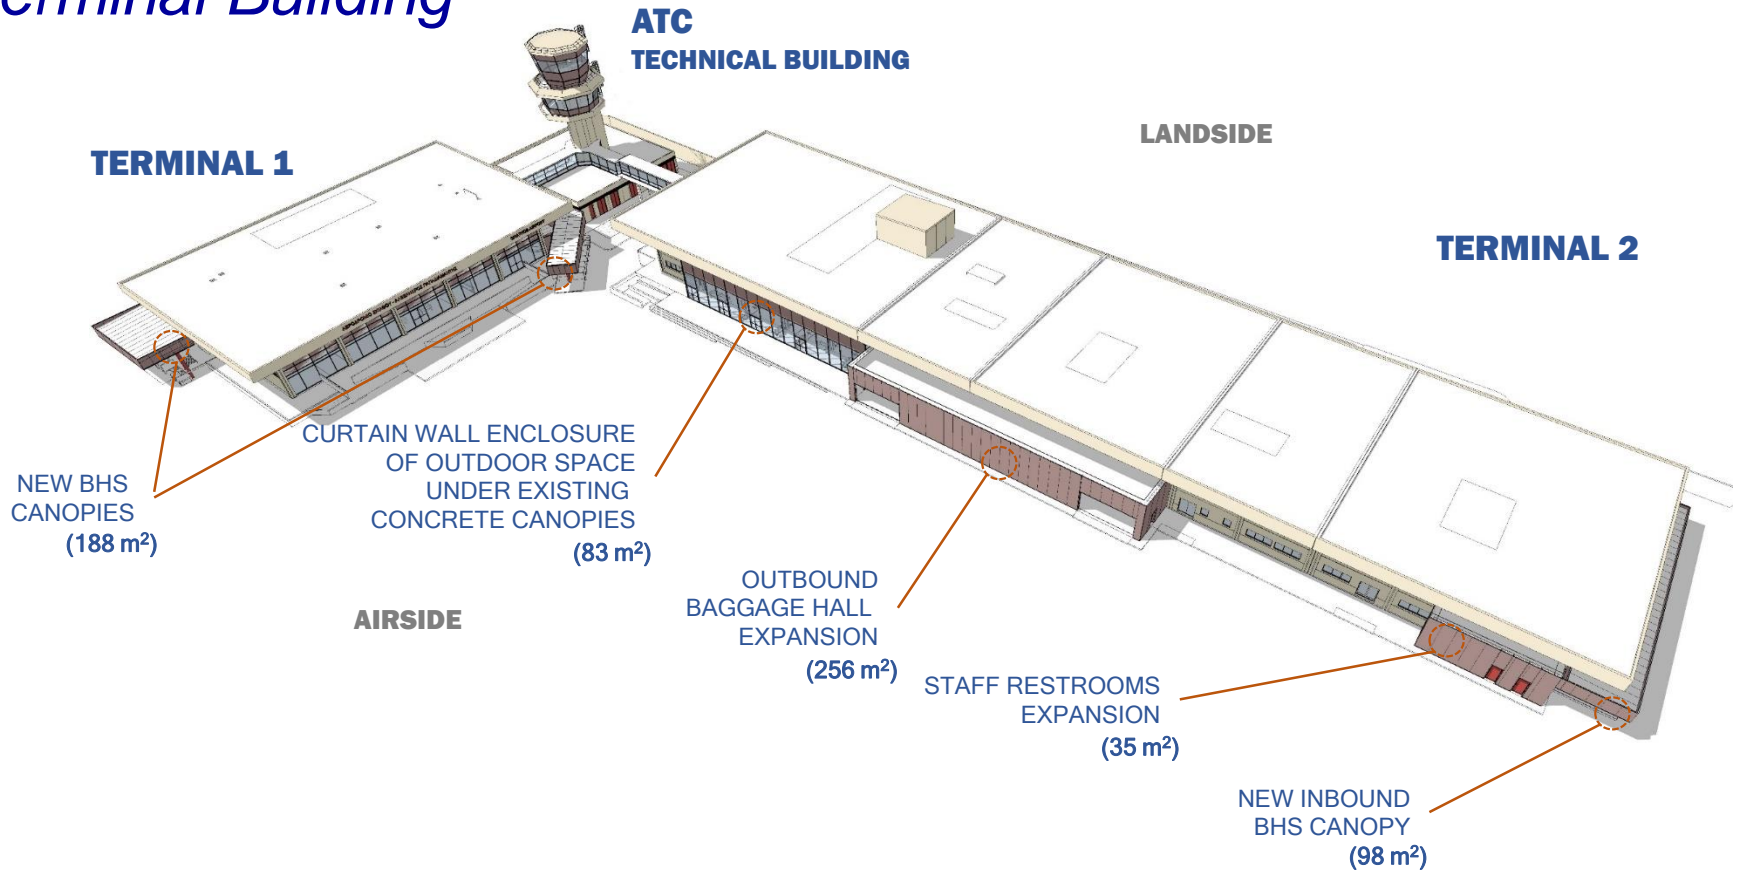 Terminal Building
ATC
TECHNICAL BUILDING
LANDSIDE
TERMINAL 1
TERMINAL 2
CURTAIN WALL ENCLOSURE
OF OUTDOOR SPACE
UNDER EXISTING
CONCRETE CANOPIES
(83 m²)
NEW BHS
CANOPIES
(188 m²)
OUTBOUND
BAGGAGE HALL
EXPANSION
(256 m²)
AIRSIDE
STAFF RESTROOMS
EXPANSION
(35 m²)
NEW INBOUND
BHS CANOPY
(98 m²)